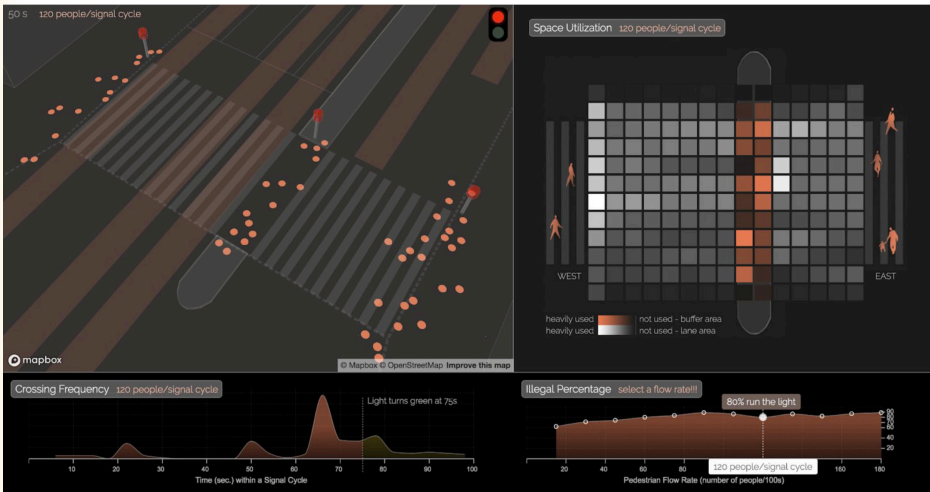 50 s 120 people/signal cycle
mapbox
© Mapbox © OpenStreetMap Improve this map
Space Utilization 120 people/signal cycle
WEST
EAST
heavily used not used - buffer area
heavily used not used - lane area
Crossing Frequency 120 people/signal cycle
Light turns green at 75s
10 20 30 40 50 60 70 80 90 100
Time (sec.) within a Signal Cycle
Illegal Percentage select a flow rate!!!
80% run the light
80
60
40
20
120 people/signal cycle
20 160 180
Pedestrian Flow Rate (number of people/100s)